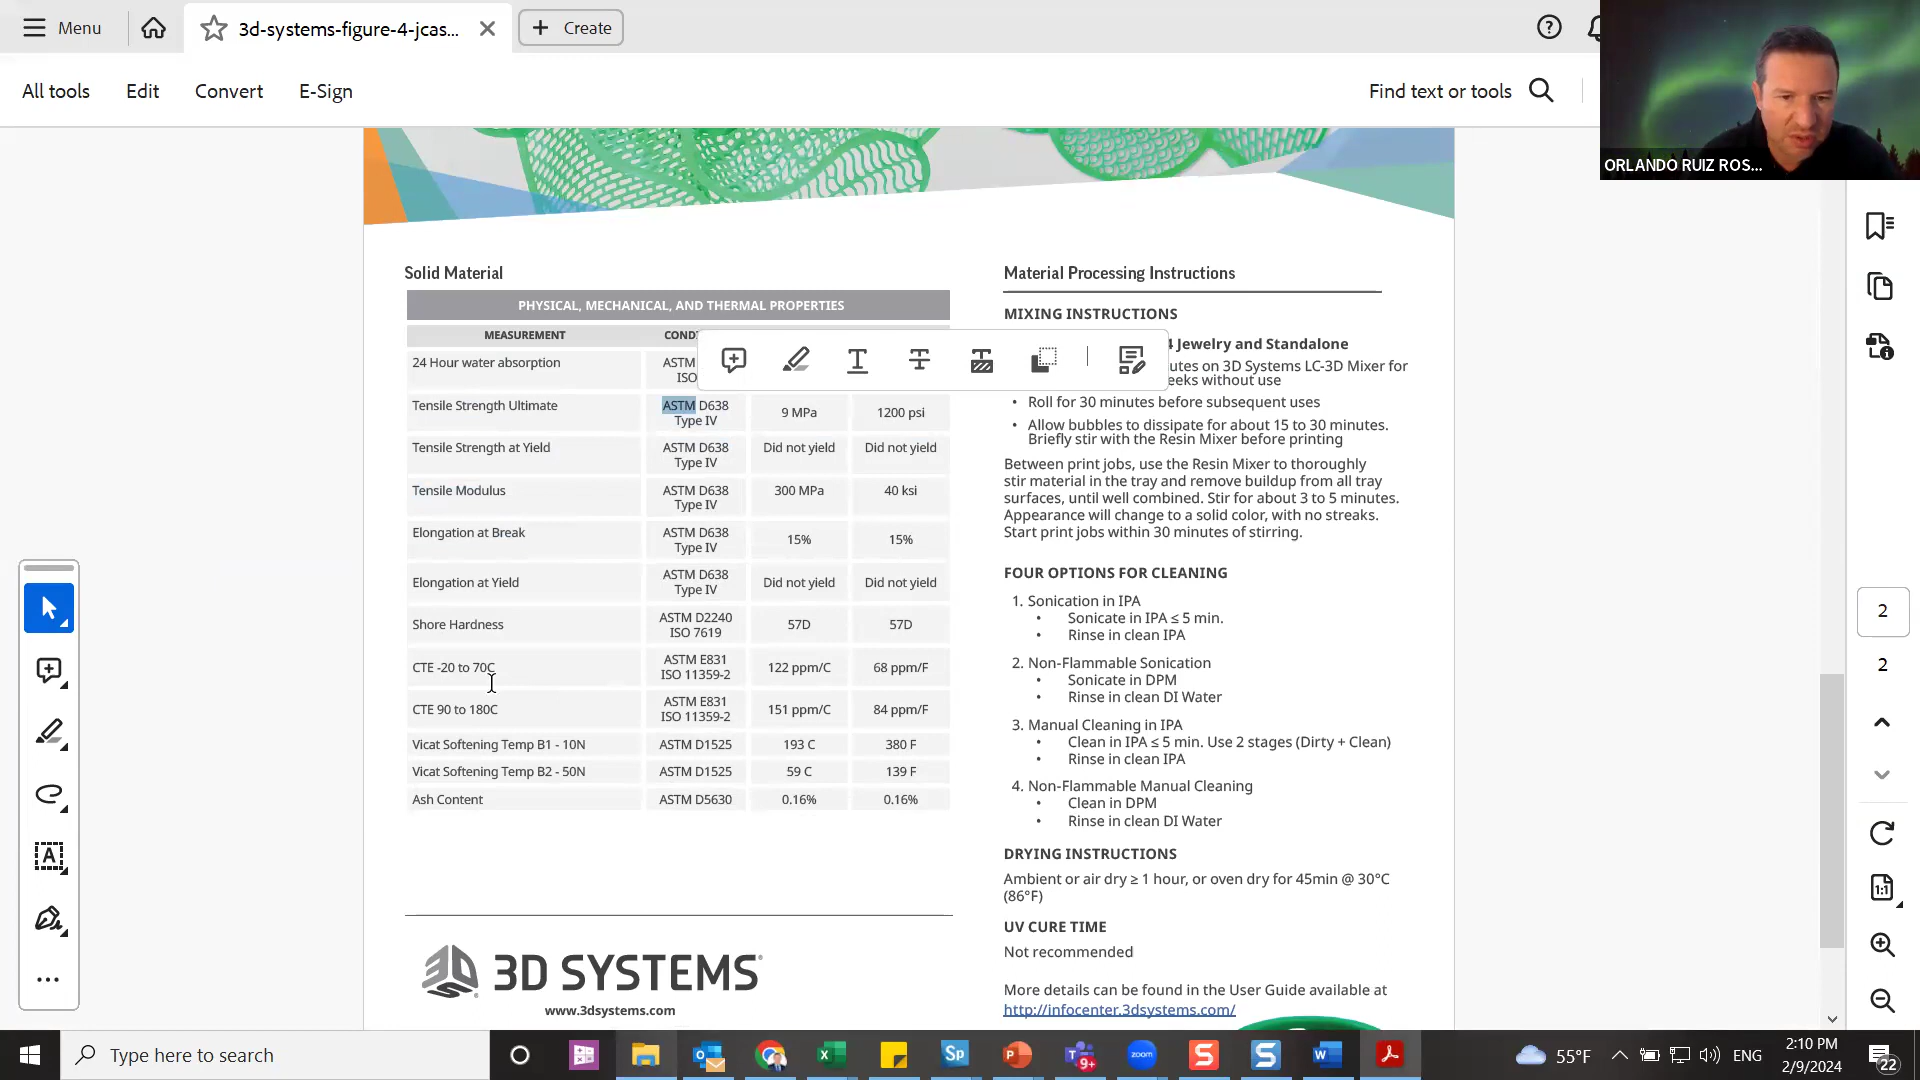 Menu
3d-systems-figure-4-jcas...
Create
All tools
Edit
Convert
E-Sign
Find text or tools
ORLANDO RUIZ ROS...
Solid Material
PHYSICAL, MECHANICAL, AND THERMAL PROPERTIES
MEASUREMENT COND
24 Hour water absorption ASTM
ISO
Tensile Strength Ultimate ASTM D638 Type IV 9 MPa 1200 psi
Tensile Strength at Yield ASTM D638 Type IV Did not yield Did not yield
Tensile Modulus ASTM D638 Type IV 300 MPa 40 ksi
Elongation at Break ASTM D638 Type IV 15% 15%
Elongation at Yield ASTM D638 Type IV Did not yield Did not yield
Shore Hardness ASTM D2240 ISO 7619 57D 57D
CTE -20 to 70C ASTM E831 ISO 11359-2 122 ppm/C 68 ppm/F
CTE 90 to 180C ASTM E831 ISO 11359-2 151 ppm/C 84 ppm/F
Vicat Softening Temp B1 - 10N ASTM D1525 193 C 380 F
Vicat Softening Temp B2 - 50N ASTM D1525 59 C 139 F
Ash Content ASTM D5630 0.16% 0.16%
3D SYSTEMS
www.3dsystems.com
Material Processing Instructions
MIXING INSTRUCTIONS
4 Jewelry and Standalone
utes on 3D Systems LC-3D Mixer for
eeks without use
• Roll for 30 minutes before subsequent uses
• Allow bubbles to dissipate for about 15 to 30 minutes.
Briefly stir with the Resin Mixer before printing
Between print jobs, use the Resin Mixer to thoroughly
stir material in the tray and remove buildup from all tray
surfaces, until well combined. Stir for about 3 to 5 minutes.
Appearance will change to a solid color, with no streaks.
Start print jobs within 30 minutes of stirring.
FOUR OPTIONS FOR CLEANING
1. Sonication in IPA
• Sonicate in IPA ≤ 5 min.
• Rinse in clean IPA
2. Non-Flammable Sonication
• Sonicate in DPM
• Rinse in clean DI Water
3. Manual Cleaning in IPA
• Clean in IPA ≤ 5 min. Use 2 stages (Dirty + Clean)
• Rinse in clean IPA
4. Non-Flammable Manual Cleaning
• Clean in DPM
• Rinse in clean DI Water
DRYING INSTRUCTIONS
Ambient or air dry ≥ 1 hour, or oven dry for 45min @ 30°C
(86°F)
UV CURE TIME
Not recommended
More details can be found in the User Guide available at
http://infocenter.3dsystems.com/
2
2
1:1
Type here to search
Sp
9+
zoom
55°F
ENG
2:10 PM
2/9/2024
22